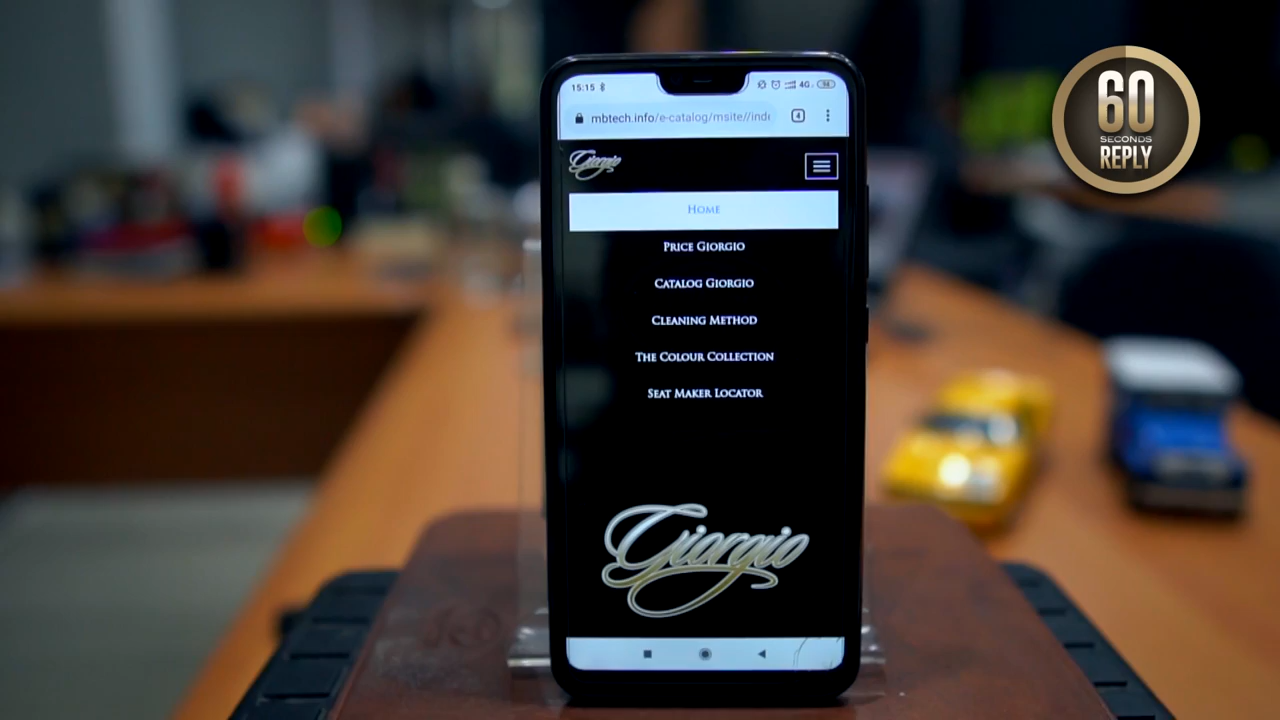 15:15
4G
mbtech.info/e-catalog/msite//ind
4
Giorgio
HOME
PRICE GIORGIO
CATALOG GIORGIO
CLEANING METHOD
THE COLOUR COLLECTION
SEAT MAKER LOCATOR
Giorgio
60
SECONDS
REPLY